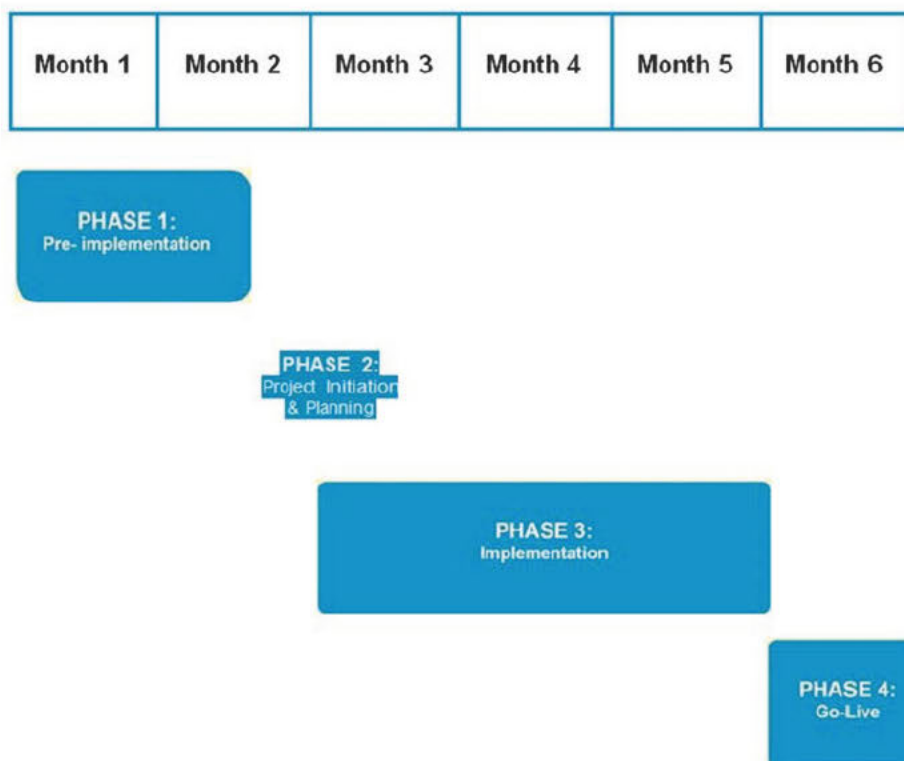 Month 1 Month 2 Month 3 Month 4 Month 5 Month 6
PHASE 1:
Pre- implementation
PHASE 2:
Project Initiation
& Planning
PHASE 3:
Implementation
PHASE 4:
Go-Live